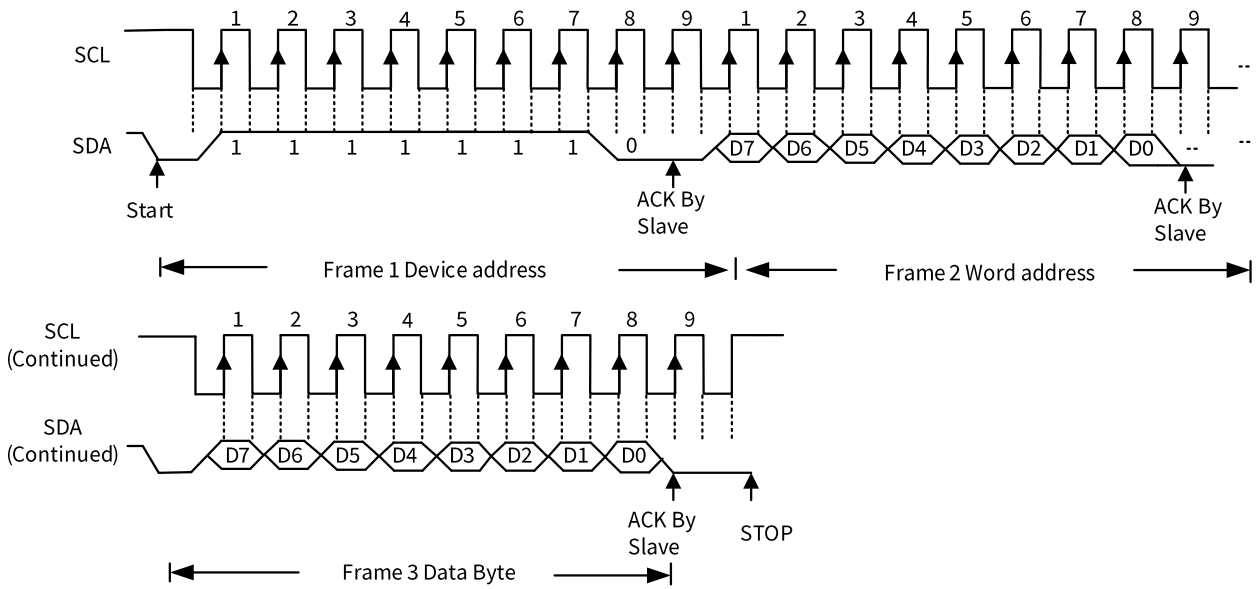 1 2 3 4 5 6 7 8 9 1 2 3 4 5 6 7 8 9
SCL
--
SDA
1 1 1 1 1 1 1 0 D7 D6 D5 D4 D3 D2 D1 D0 -- --
Start
ACK By
Slave
ACK By
Slave
Frame 1 Device address
Frame 2 Word address
1 2 3 4 5 6 7 8 9
SCL
(Continued)
SDA
(Continued)
D7 D6 D5 D4 D3 D2 D1 D0
ACK By
Slave
STOP
Frame 3 Data Byte